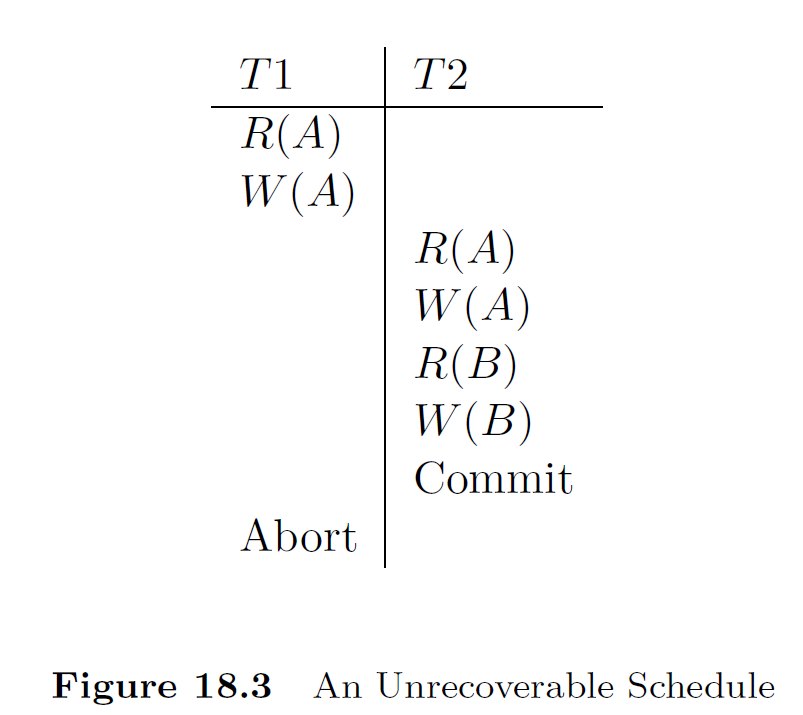 T1 T2
R(A)
W(A)
R(A)
W(A)
R(B)
W(B)
Commit
Abort
Figure 18.3 An Unrecoverable Schedule